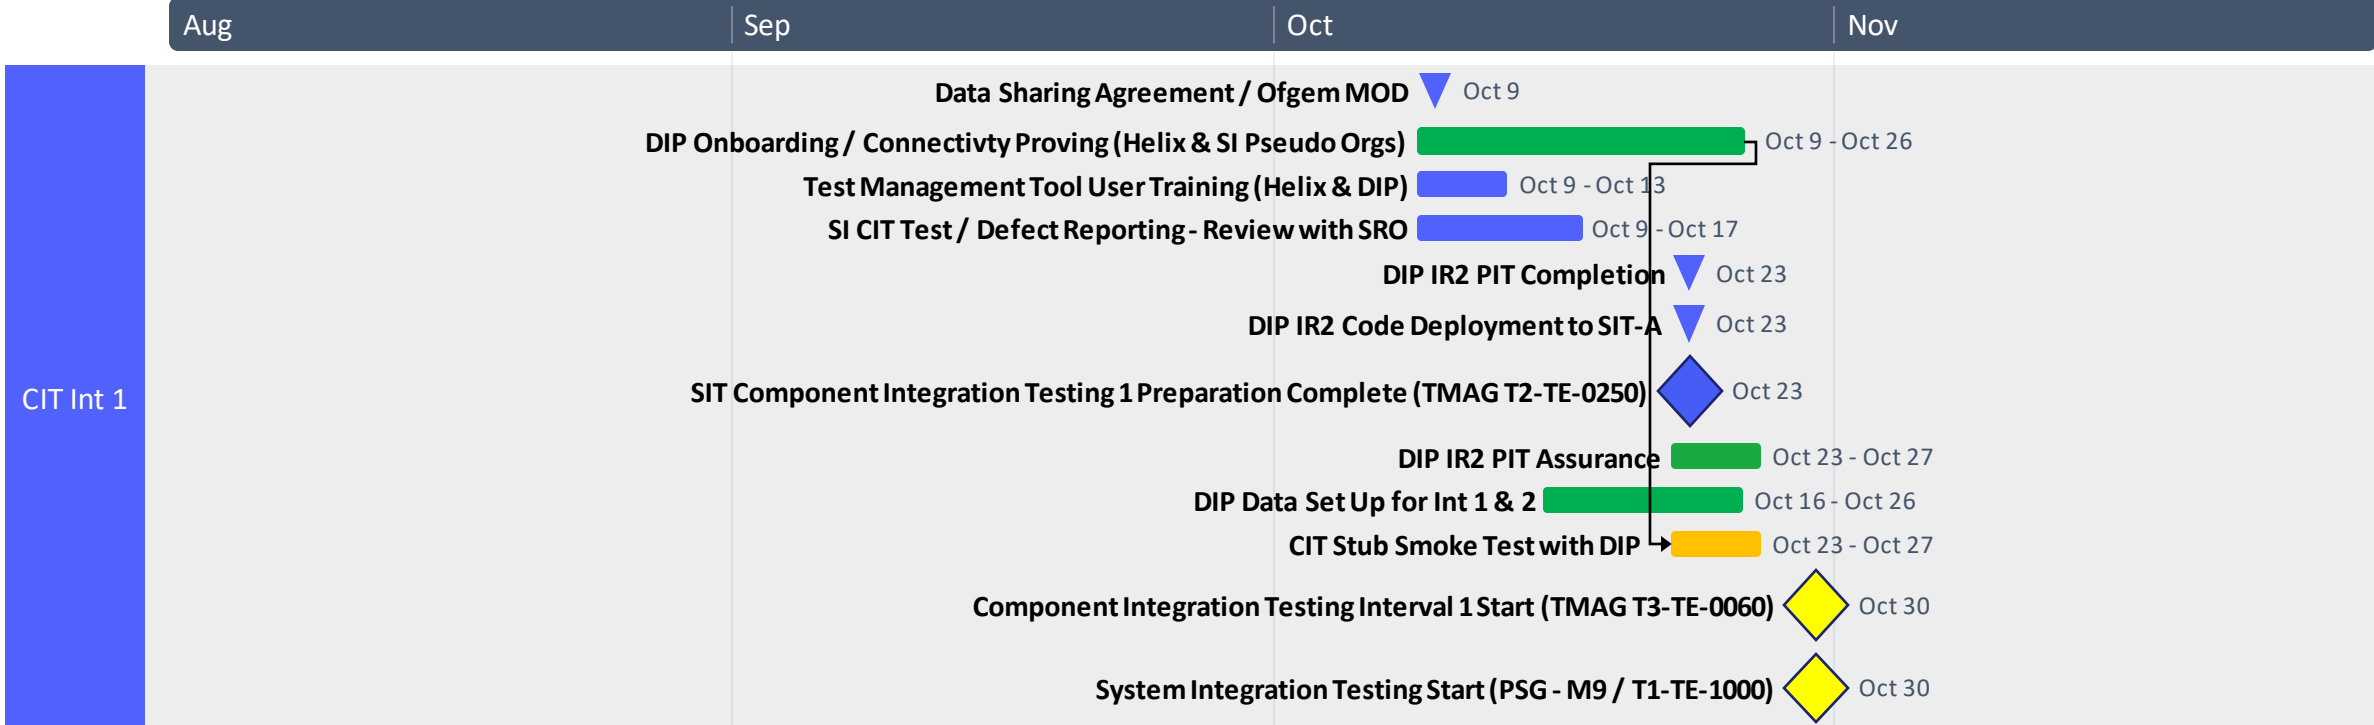 Aug Sep Oct Nov
CIT Int 1
Data Sharing Agreement / Ofgem MOD Oct 9
DIP Onboarding / Connectivty Proving (Helix & SI Pseudo Orgs) Oct 9 - Oct 26
Test Management Tool User Training (Helix & DIP) Oct 9 - Oct 13
SI CIT Test / Defect Reporting - Review with SRO Oct 9 - Oct 17
DIP IR2 PIT Completion Oct 23
DIP IR2 Code Deployment to SIT-A Oct 23
SIT Component Integration Testing 1 Preparation Complete (TMAG T2-TE-0250) Oct 23
DIP IR2 PIT Assurance Oct 23 - Oct 27
DIP Data Set Up for Int 1 & 2 Oct 16 - Oct 26
CIT Stub Smoke Test with DIP Oct 23 - Oct 27
Component Integration Testing Interval 1 Start (TMAG T3-TE-0060) Oct 30
System Integration Testing Start (PSG - M9 / T1-TE-1000) Oct 30